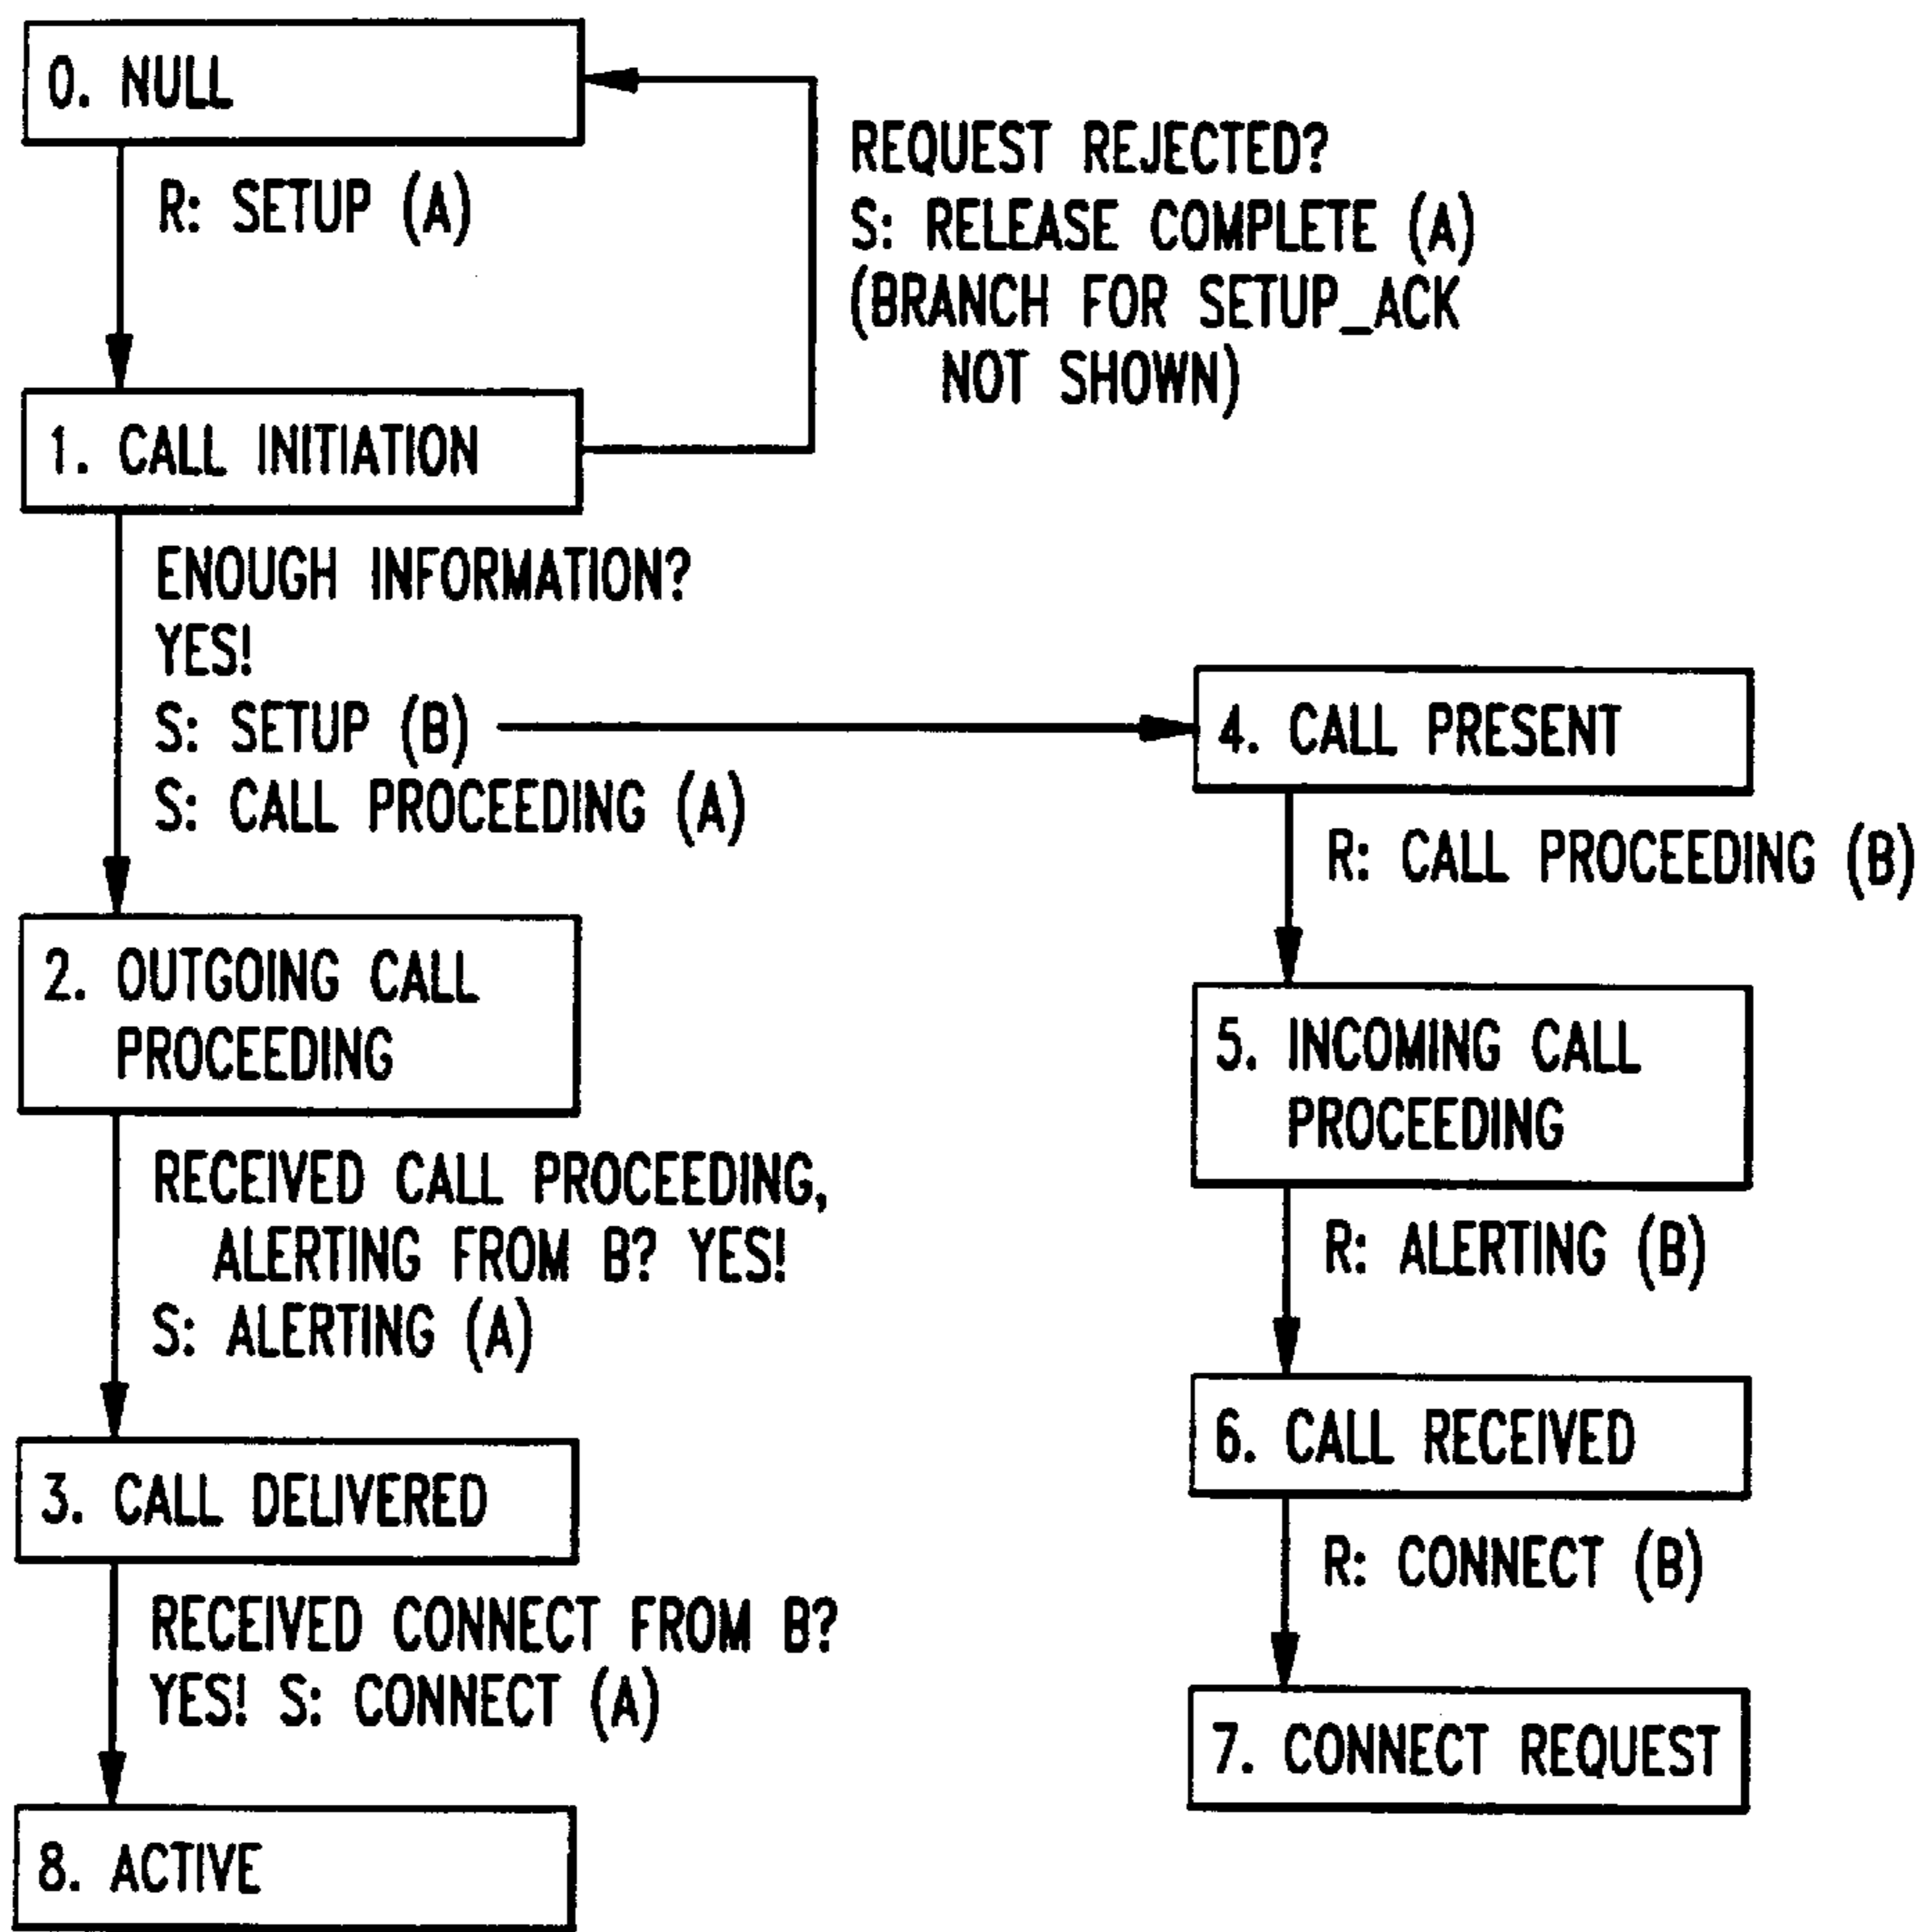 0. NULL
R: SETUP (A)
REQUEST REJECTED?
S: RELEASE COMPLETE (A)
(BRANCH FOR SETUP_ACK
NOT SHOWN)
1. CALL INITIATION
ENOUGH INFORMATION?
YES!
S: SETUP (B)
S: CALL PROCEEDING (A)
2. OUTGOING CALL
PROCEEDING
RECEIVED CALL PROCEEDING,
ALERTING FROM B? YES!
S: ALERTING (A)
3. CALL DELIVERED
RECEIVED CONNECT FROM B?
YES! S: CONNECT (A)
8. ACTIVE
4. CALL PRESENT
R: CALL PROCEEDING (B)
5. INCOMING CALL
PROCEEDING
R: ALERTING (B)
6. CALL RECEIVED
R: CONNECT (B)
7. CONNECT REQUEST